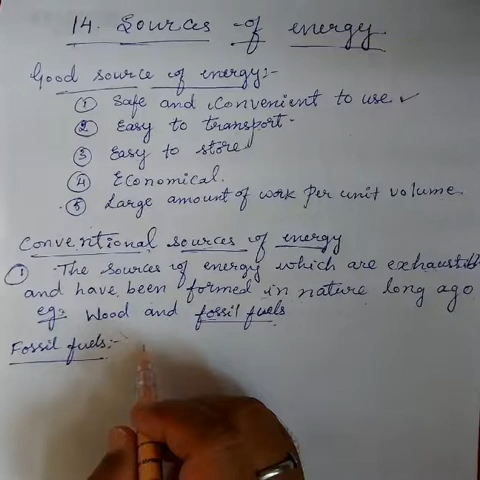 14. Sources of energy
Good source of energy:-
① Safe and Convenient to use ✓
② Easy to transport.
③ Easy to store
④ Economical.
⑤ Large amount of work per unit volume
Conventional sources of energy
① The sources of energy which are
and have been formed in nature long ago
eg: Wood and fossil fuels
Fossil fuels:-